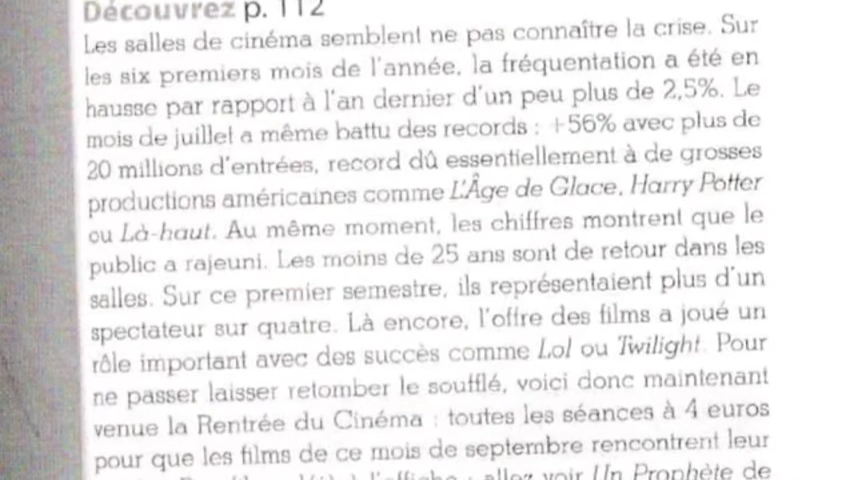 Découvrez p. 112
Les salles de cinéma semblent ne pas connaître la crise. Sur
les six premiers mois de l'année, la fréquentation a été en
hausse par rapport à l'an dernier d'un peu plus de 2,5%. Le
mois de juillet a même battu des records : +56% avec plus de
20 millions d'entrées, record dû essentiellement à de grosses
productions américaines comme L'Âge de Glace, Harry Potter
ou Là-haut. Au même moment, les chiffres montrent que le
public a rajeuni. Les moins de 25 ans sont de retour dans les
salles. Sur ce premier semestre, ils représentaient plus d'un
spectateur sur quatre. Là encore, l'offre des films a joué un
rôle important avec des succès comme Lol ou Twilight. Pour
ne passer laisser retomber le soufflé, voici donc maintenant
venue la Rentrée du Cinéma : toutes les séances à 4 euros
pour que les films de ce mois de septembre rencontrent leur
à l'affiche : allez voir Un Prophète de